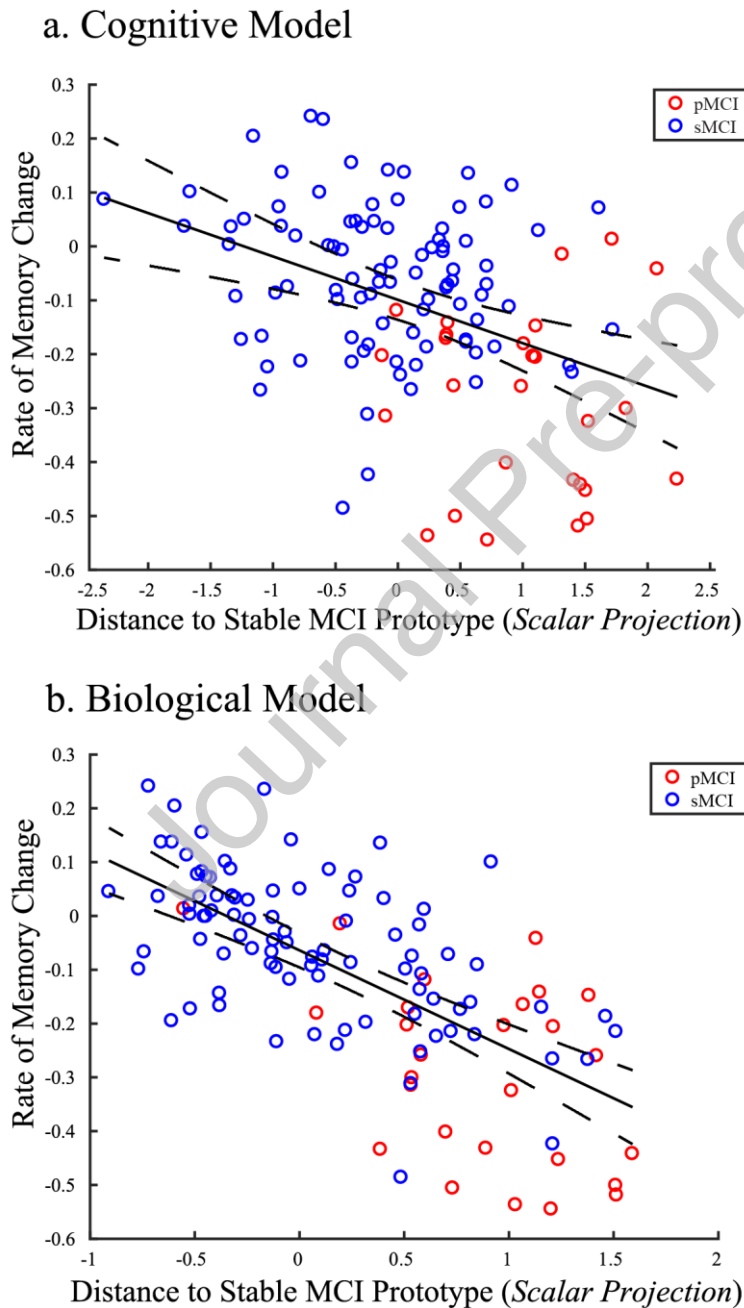 a. Cognitive Model
0.3
0.2
0.1
0
-0.1
-0.2
-0.3
-0.4
-0.5
-0.6
Rate of Memory Change
pMCI
sMCI
-2.5 -2 -1.5 -1 -0.5 0 0.5 1 1.5 2 2.5
Distance to Stable MCI Prototype (Scalar Projection)
b. Biological Model
0.3
0.2
0.1
0
-0.1
-0.2
-0.3
-0.4
-0.5
-0.6
Rate of Memory Change
pMCI
sMCI
-1 -0.5 0 0.5 1 1.5 2
Distance to Stable MCI Prototype (Scalar Projection)
Journal Pre-pro